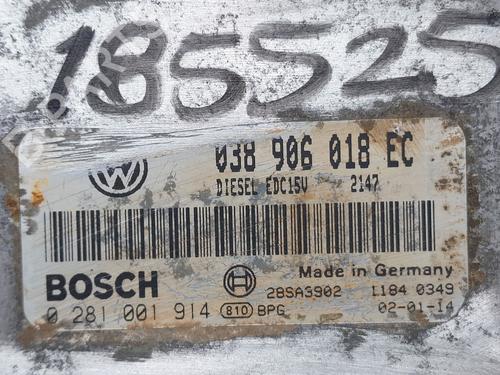 185525
038 906 018 EC
DIESEL EDC15V 2147
BOSCH
Made in Germany
28SA3902 L184 0349
0 281 001 914 810 BPG 02-01-14